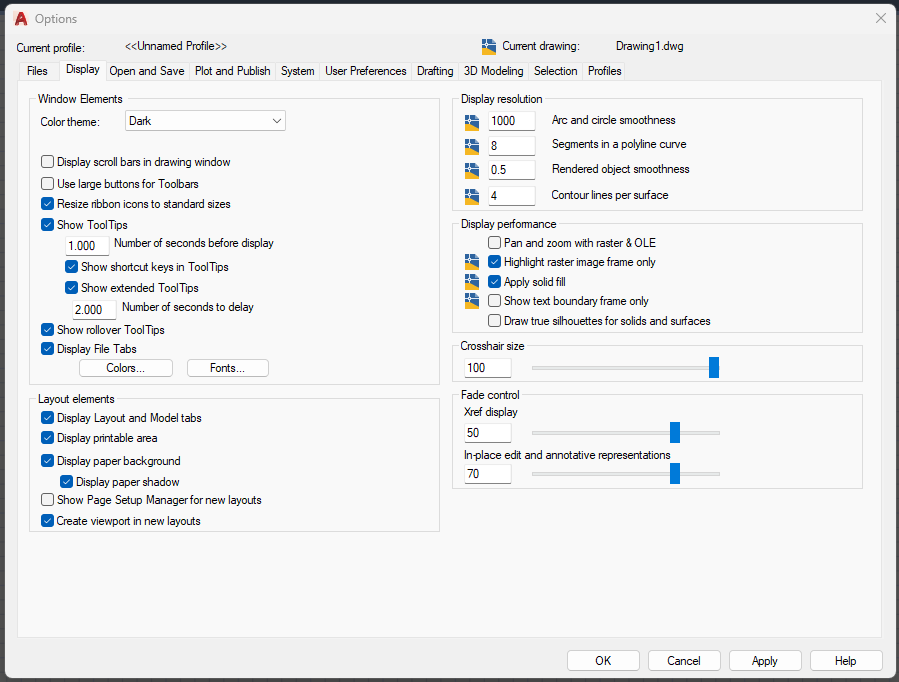 Options
Current profile: <<Unnamed Profile>> Current drawing: Drawing1.dwg
Files Display Open and Save Plot and Publish System User Preferences Drafting 3D Modeling Selection Profiles
Window Elements
Color theme: Dark
Display scroll bars in drawing window
Use large buttons for Toolbars
Resize ribbon icons to standard sizes
Show ToolTips
1.000 Number of seconds before display
Show shortcut keys in ToolTips
Show extended ToolTips
2.000 Number of seconds to delay
Show rollover ToolTips
Display File Tabs
Colors... Fonts...
Layout elements
Display Layout and Model tabs
Display printable area
Display paper background
Display paper shadow
Show Page Setup Manager for new layouts
Create viewport in new layouts
Display resolution
1000 Arc and circle smoothness
8 Segments in a polyline curve
0.5 Rendered object smoothness
4 Contour lines per surface
Display performance
Pan and zoom with raster & OLE
Highlight raster image frame only
Apply solid fill
Show text boundary frame only
Draw true silhouettes for solids and surfaces
Crosshair size
100
Fade control
Xref display
50
In-place edit and annotative representations
70
OK Cancel Apply Help